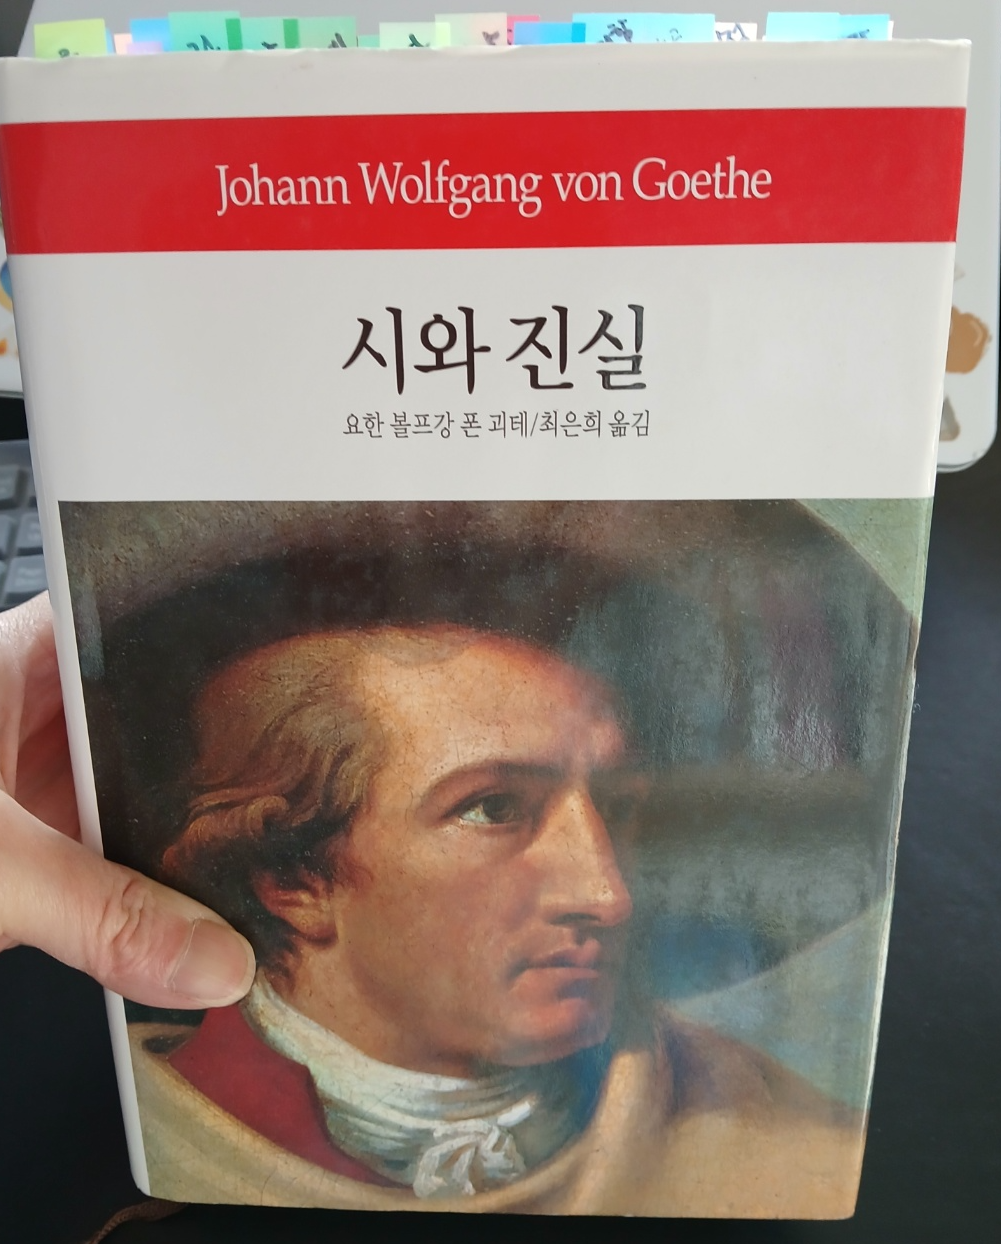 Johann Wolfgang von Goethe
시와 진실
요한 볼프강 폰 괴테/최은희 옮김